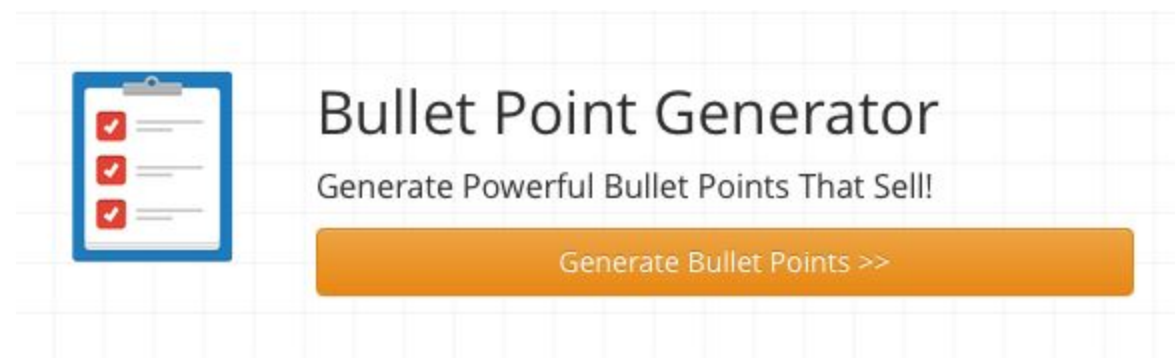 Bullet Point Generator
Generate Powerful Bullet Points That Sell!
Generate Bullet Points >>